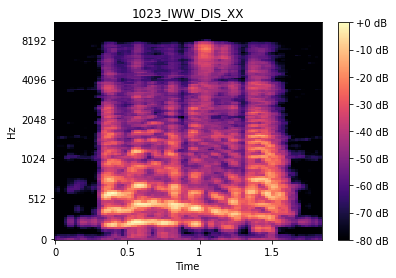 1023_IWW_DIS_XX
+0 dB
8192
-10 dB
4096
-20 dB
-30 dB
2048
Hz
-40 dB
1024
-50 dB
512
-60 dB
-70 dB
0
-80 dB
0 0.5 1 1.5
Time